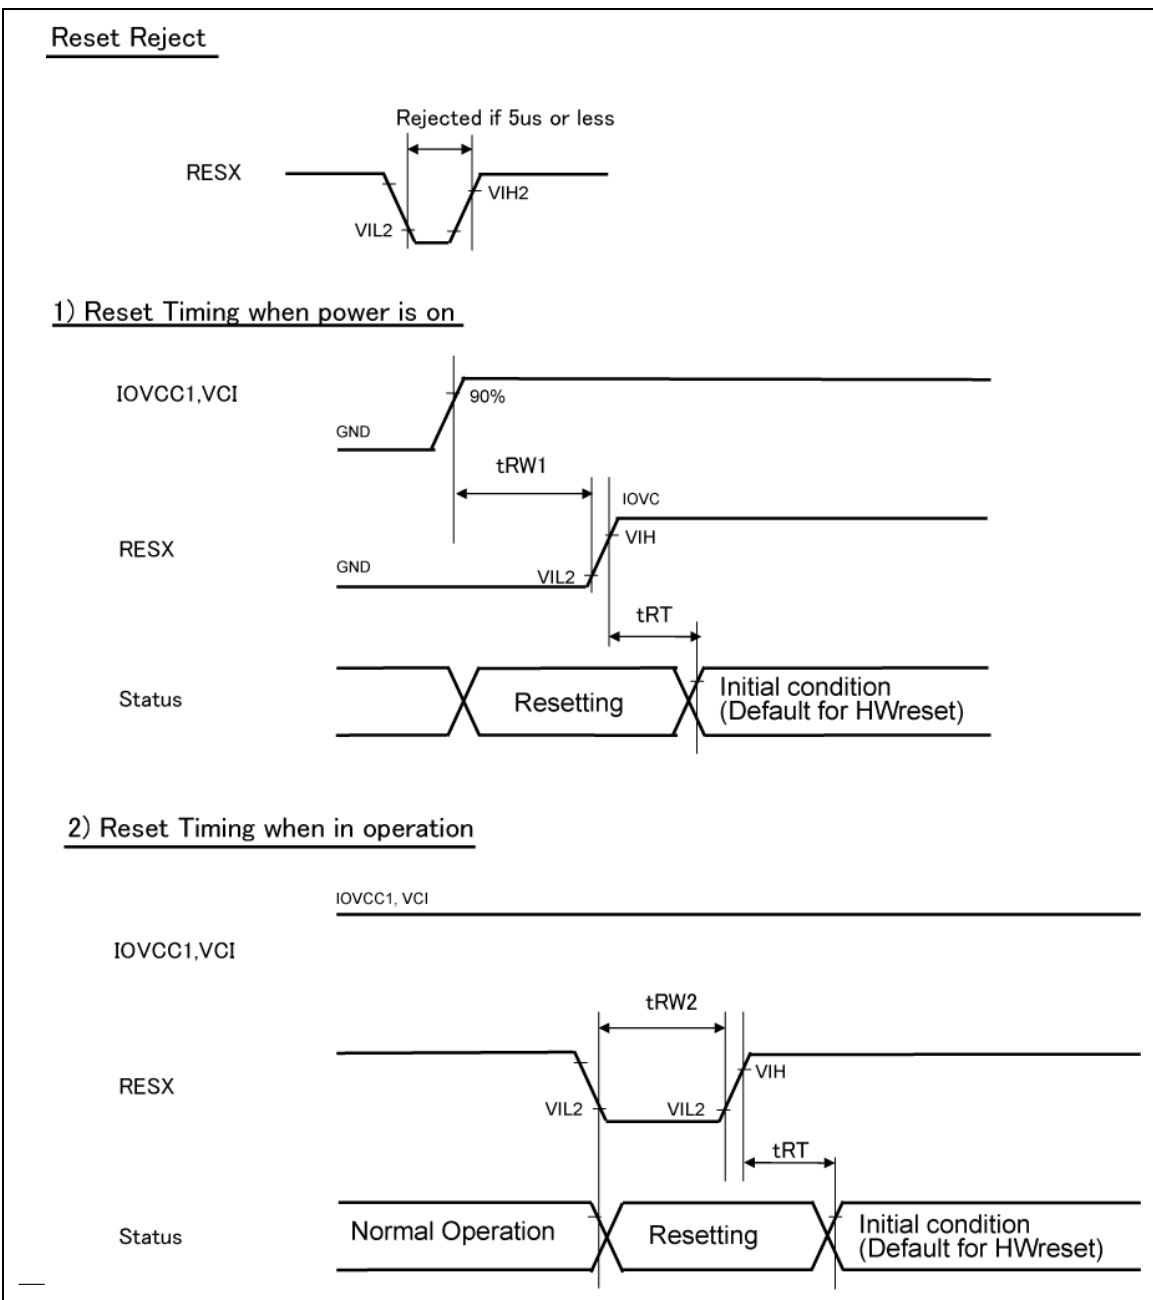 Reset Reject
Rejected if 5us or less
RESX
VIH2
VIL2
1) Reset Timing when power is on
IOVCC1,VCI
90%
GND
tRW1
IOVC
VIH
RESX
GND
VIL2
tRT
Status
Resetting
Initial condition
(Default for HWreset)
2) Reset Timing when in operation
IOVCC1, VCI
IOVCC1,VCI
tRW2
VIH
RESX
VIL2
VIL2
tRT
Status
Normal Operation
Resetting
Initial condition
(Default for HWreset)